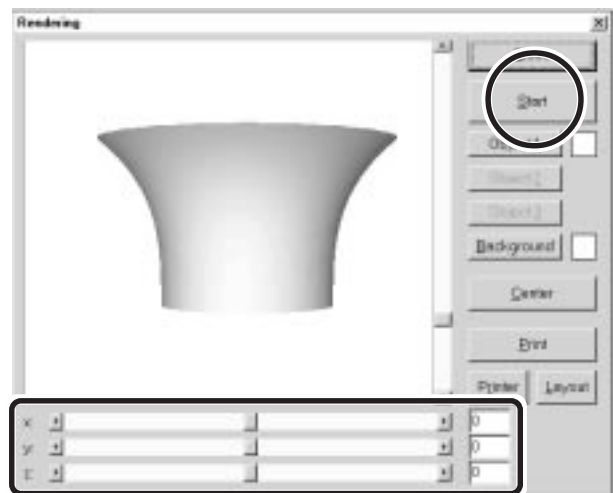 Rendering
Start
Background
Center
Print
Printer Layout
x: 0
y: 0
0